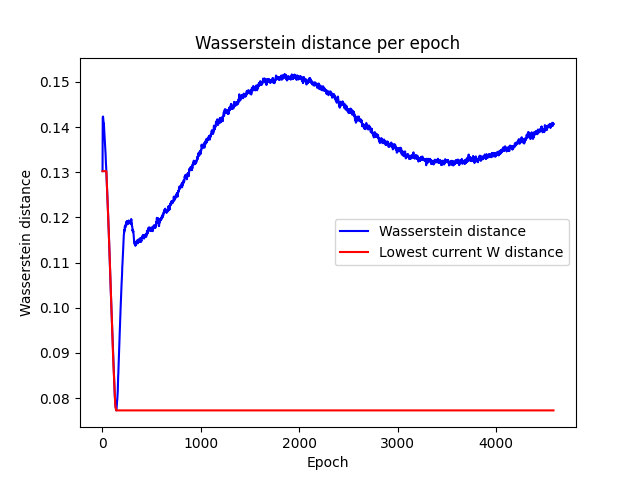 Wasserstein distance per epoch
Wasserstein distance
0.15
0.14
0.13
0.12
0.11
0.10
0.09
0.08
Wasserstein distance
Lowest current W distance
0
1000
2000
3000
4000
Epoch